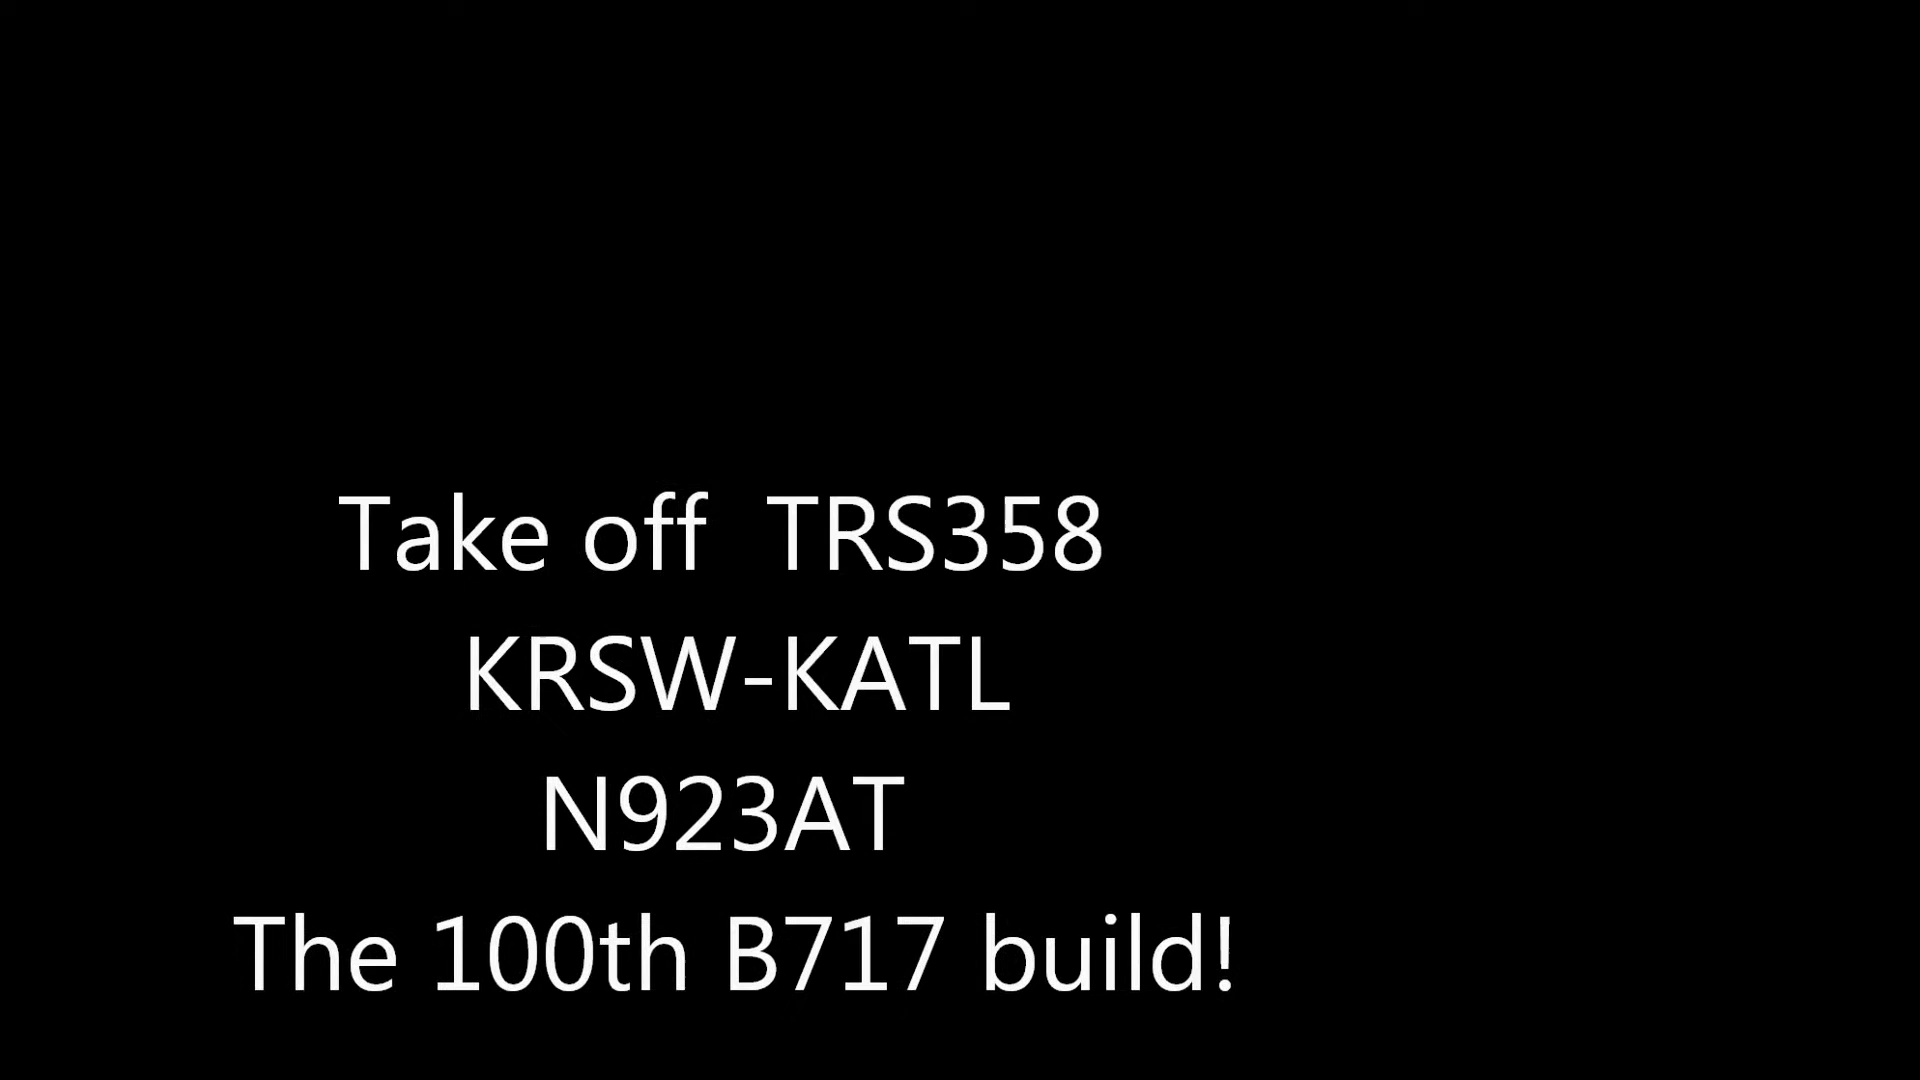 Take off  TRS358
KRSW-KATL
N923AT
The 100th B717 build!